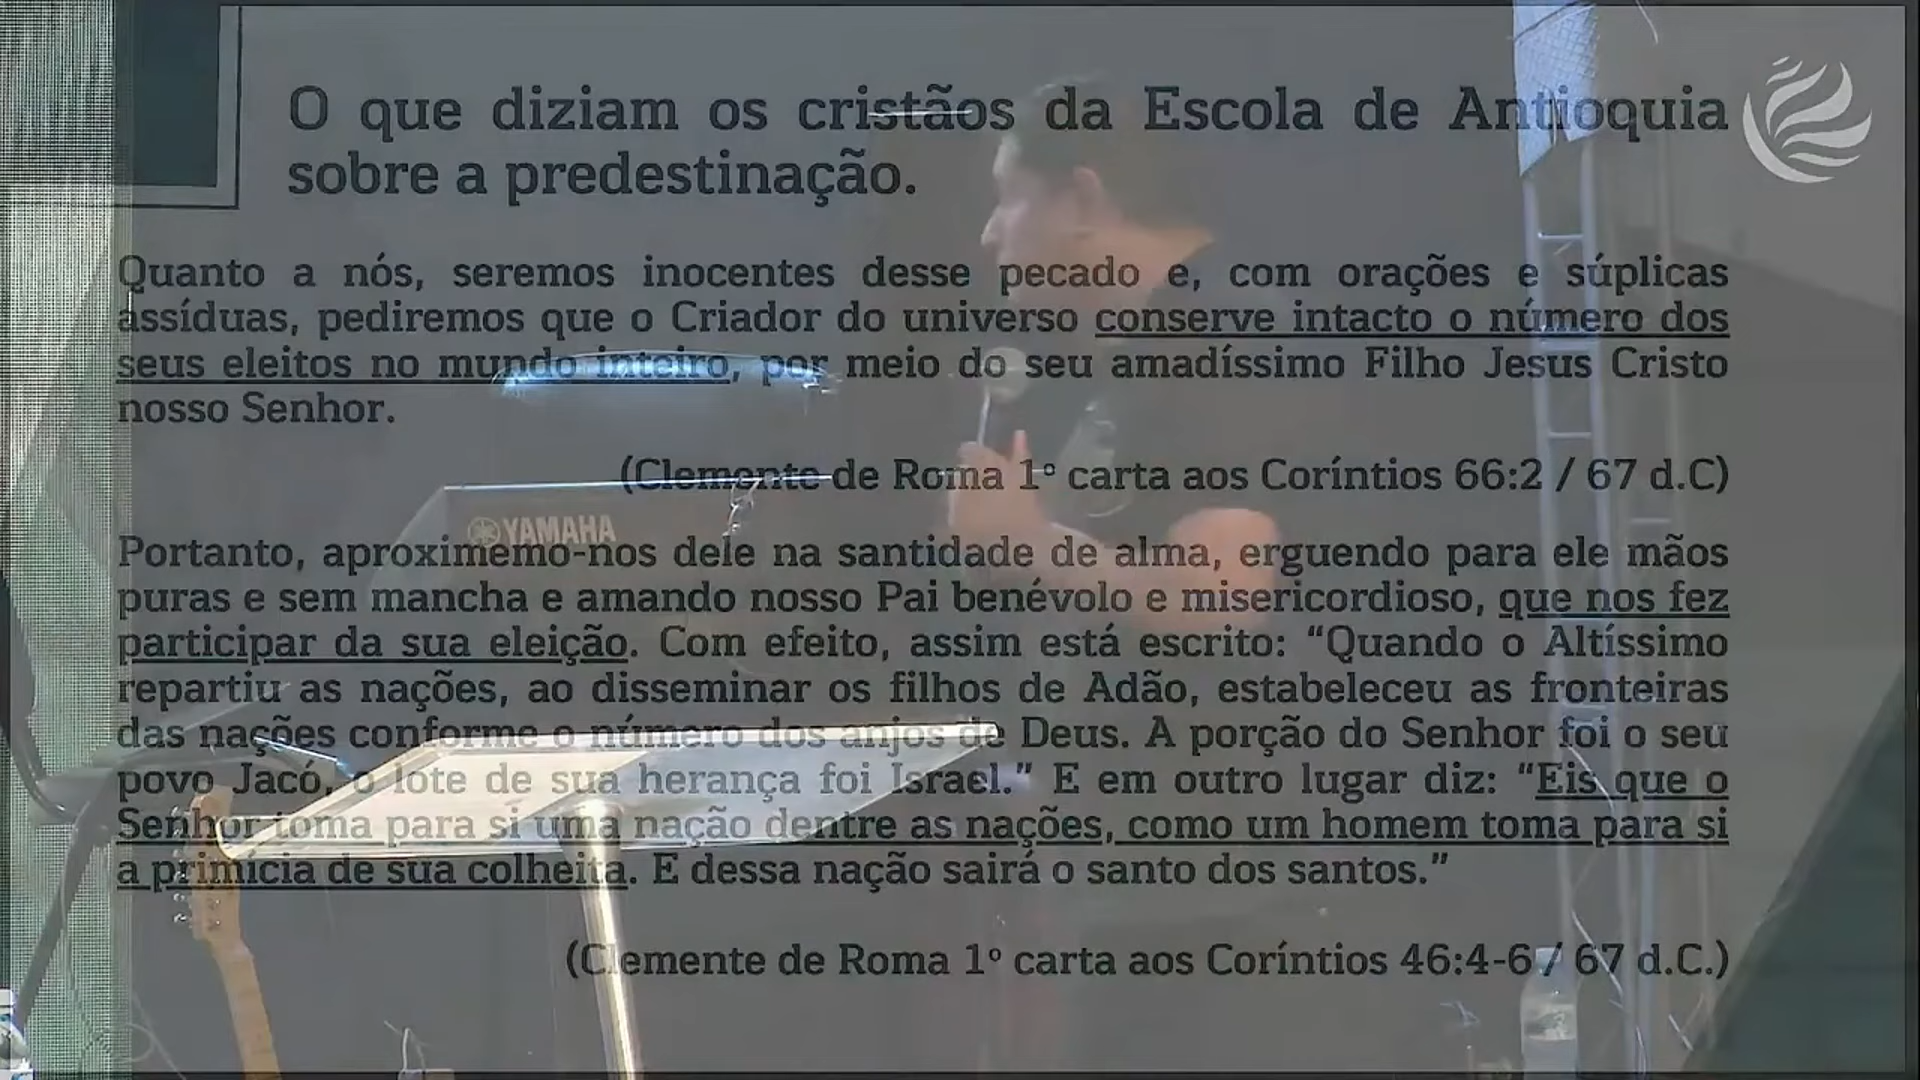 O que diziam os cristãos da Escola de Antioquia
sobre a predestinação.
Quanto a nós, seremos inocentes desse pecado e, com orações e súplicas
assíduas, pediremos que o Criador do universo conserve intacto o número dos
seus eleitos no mundo inteiro, por meio do seu amadíssimo Filho Jesus Cristo
nosso Senhor.
(Clemente de Roma 1º carta aos Coríntios 66:2 / 67 d.C)
YAMAHA
Portanto, aproximemo-nos dele na santidade de alma, erguendo para ele mãos
puras e sem mancha e amando nosso Pai benévolo e misericordioso, que nos fez
participar da sua eleição. Com efeito, assim está escrito: “Quando o Altíssimo
repartiu as nações, ao disseminar os filhos de Adão, estabeleceu as fronteiras
das nações conforme o número dos anjos de Deus. A porção do Senhor foi o seu
povo Jacó, o lote de sua herança foi Israel.” E em outro lugar diz: “Eis que o
Senhor toma para si uma nação dentre as nações, como um homem toma para si
a primícia de sua colheita. E dessa nação sairá o santo dos santos.”
(Clemente de Roma 1º carta aos Coríntios 46:4-6 / 67 d.C.)